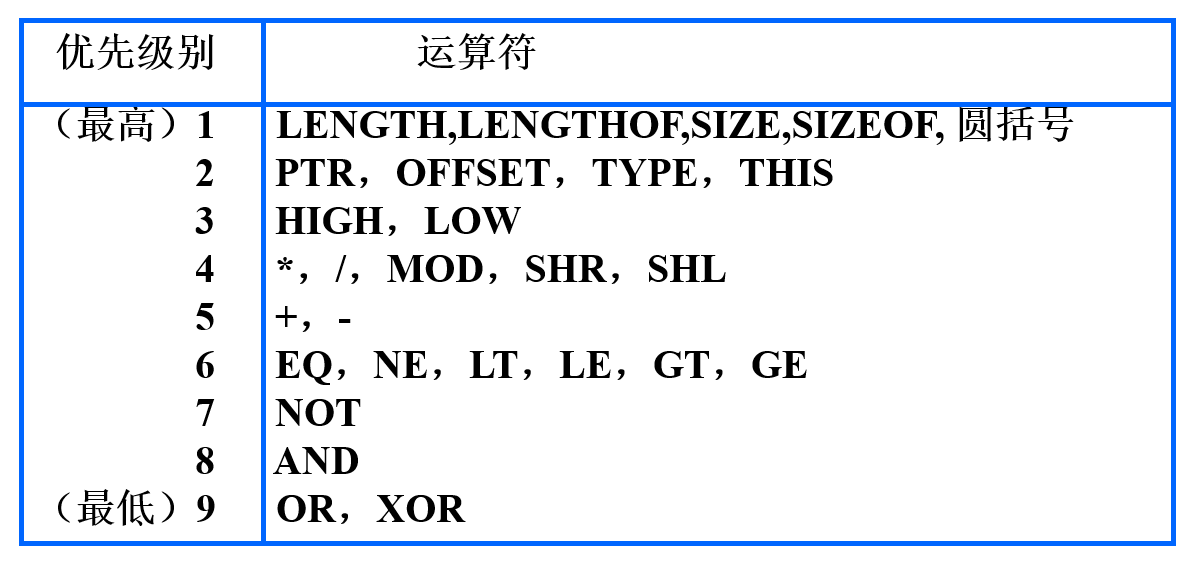 优先级别 运算符
（最高）1 LENGTH,LENGTHOF,SIZE,SIZEOF, 圆括号
2 PTR，OFFSET，TYPE，THIS
3 HIGH，LOW
4 *，/，MOD，SHR，SHL
5 +，-
6 EQ，NE，LT，LE，GT，GE
7 NOT
8 AND
（最低）9 OR，XOR